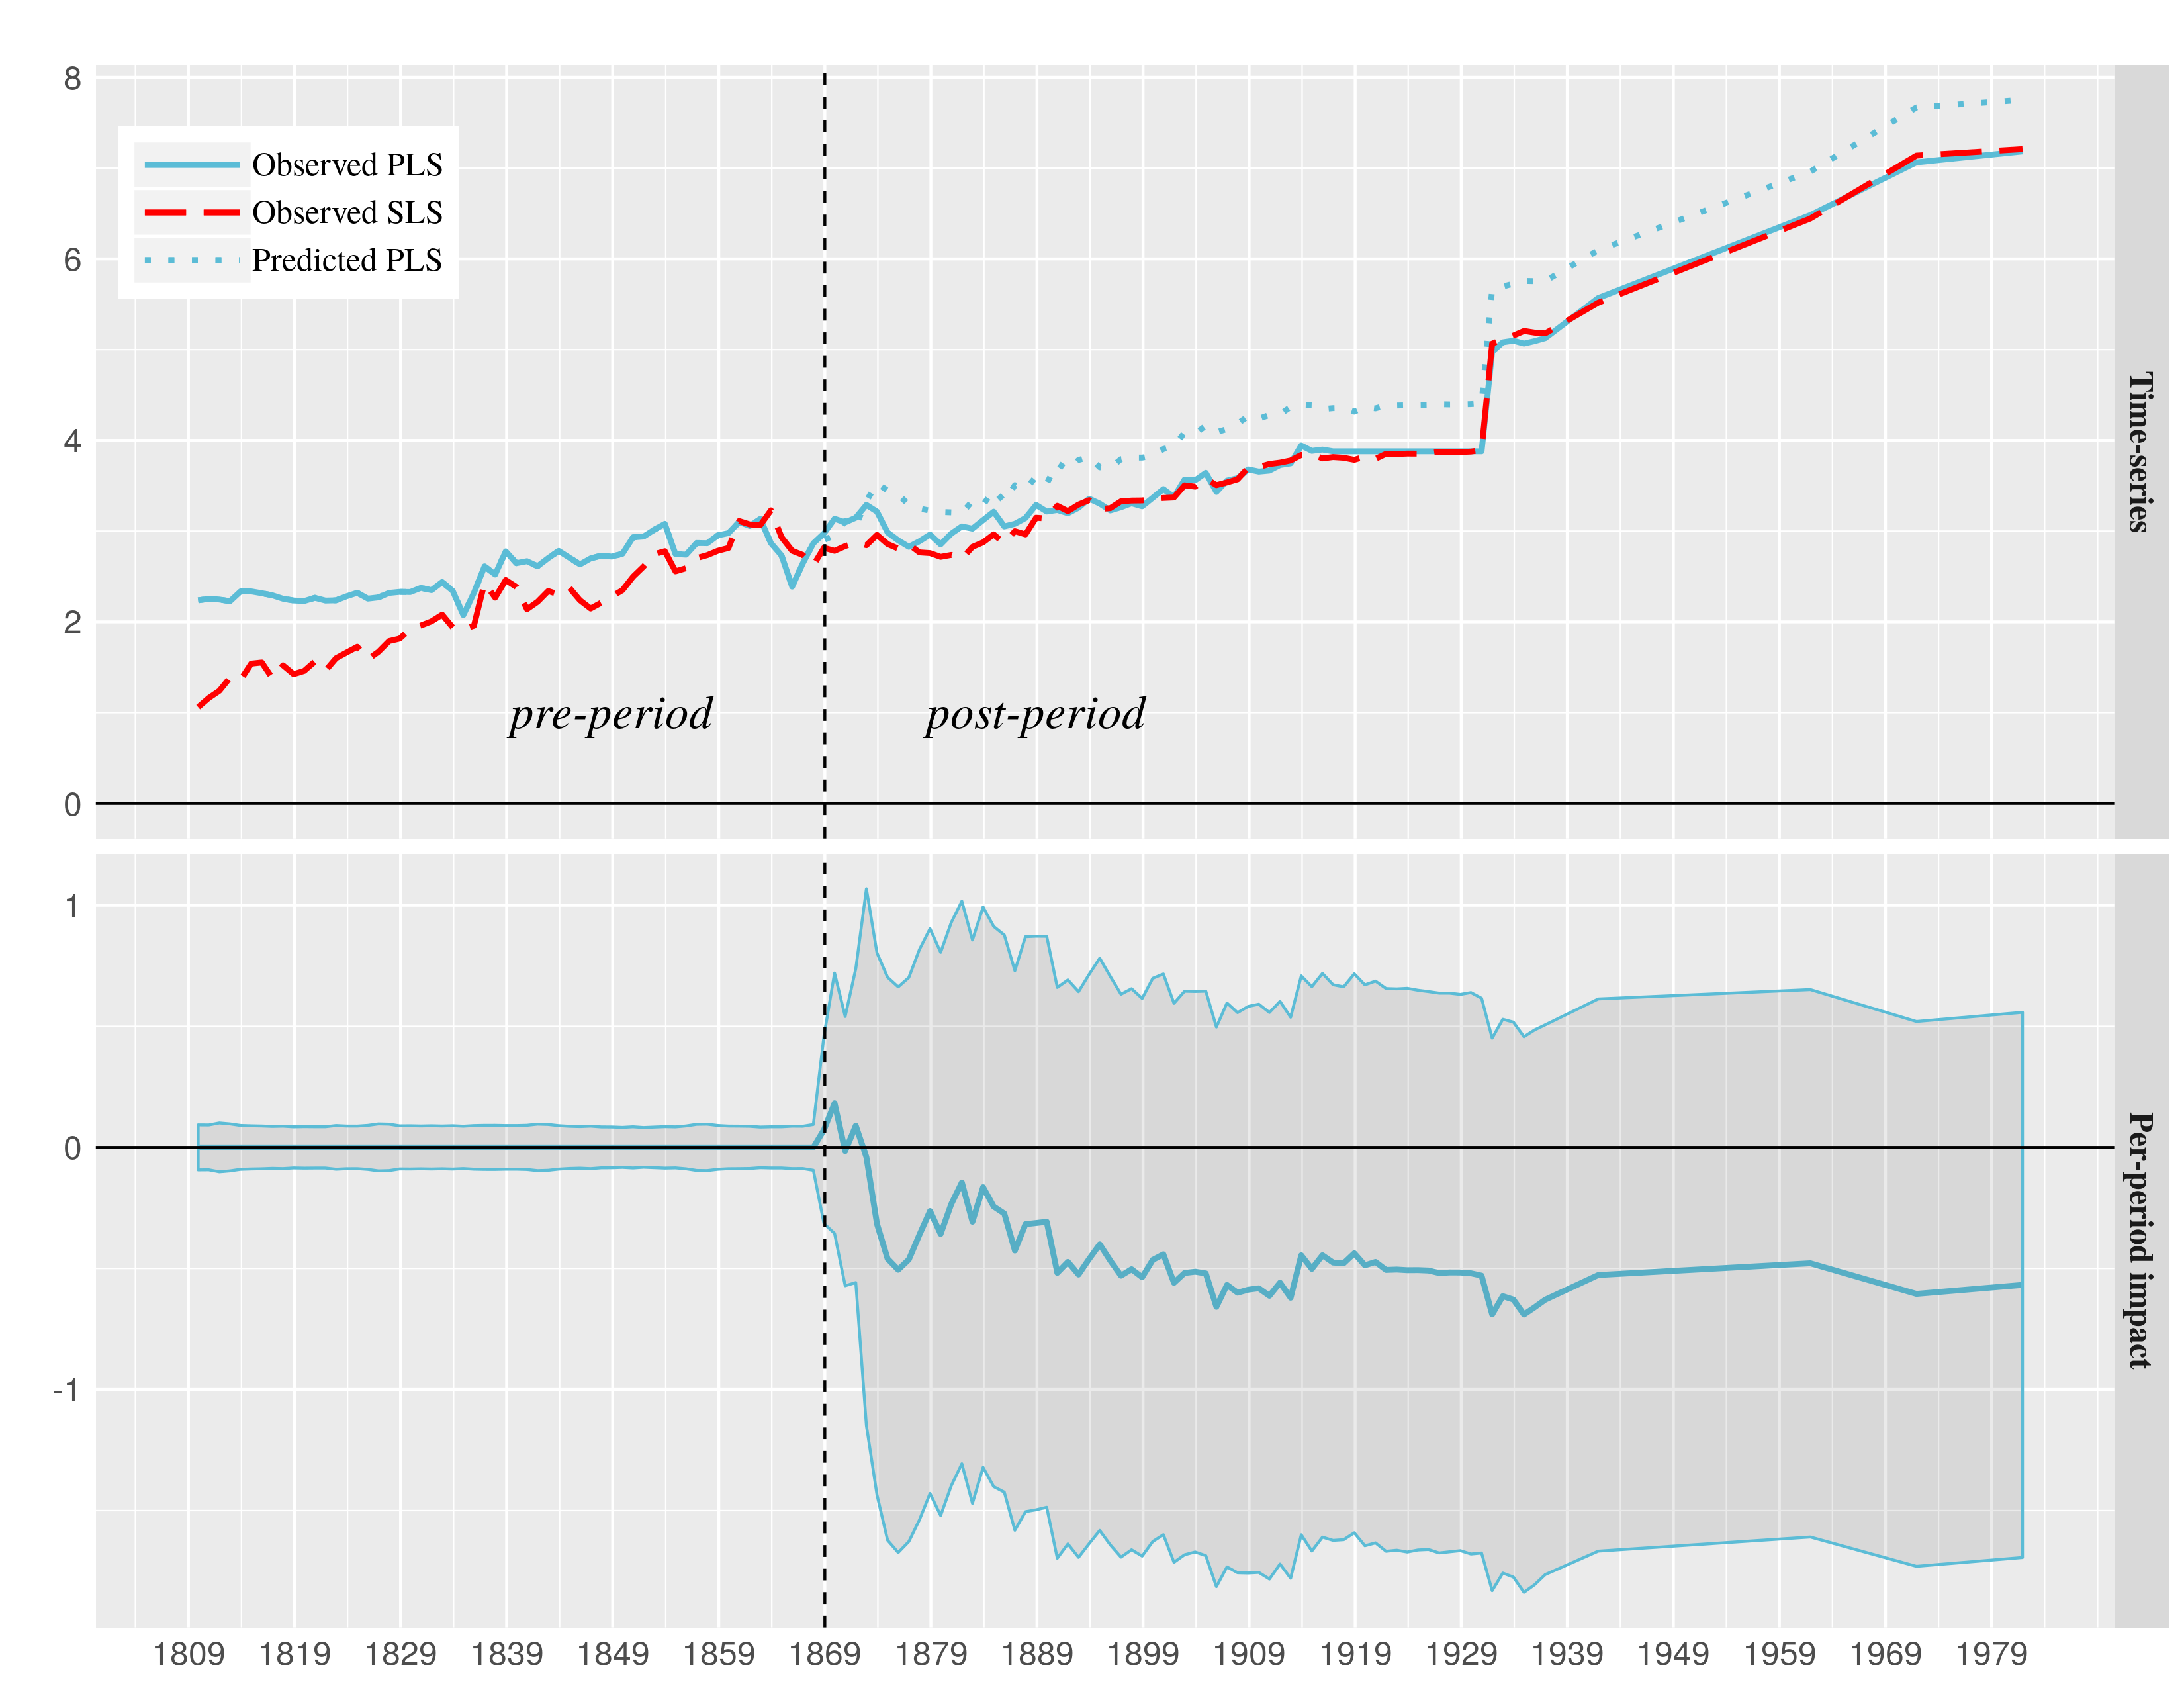 8
6
4
2
0
Observed PLS
Observed SLS
Predicted PLS
pre-period
post-period
Time-series
1
0
-1
Per-period impact
1809 1819 1829 1839 1849 1859 1869 1879 1889 1899 1909 1919 1929 1939 1949 1959 1969 1979